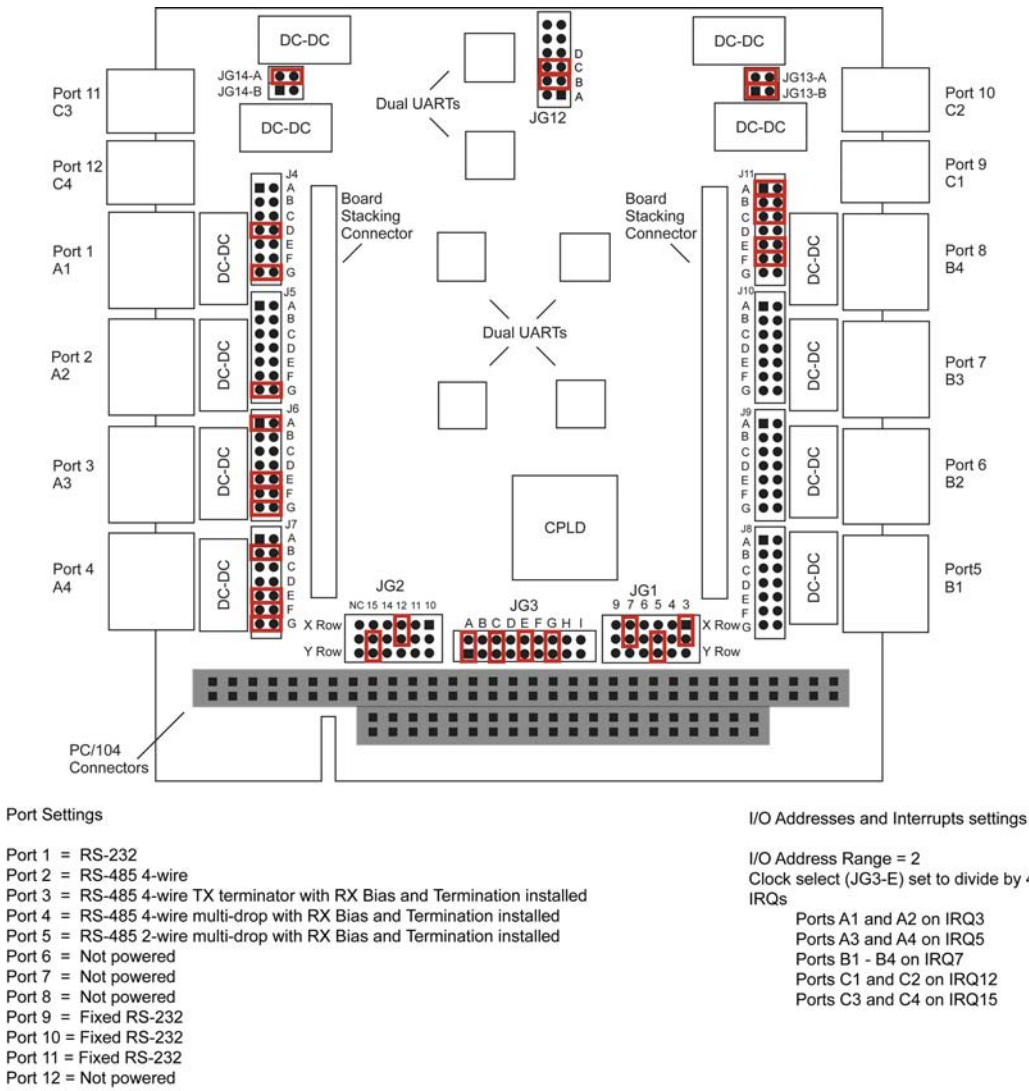 DC-DC
DC-DC
JG14-A
JG14-B
D
C
B
A
JG12
JG13-A
JG13-B
Dual UARTs
DC-DC
DC-DC
Port 11
C3
Port 10
C2
Port 12
C4
Port 9
C1
J4
A
B
C
D
E
F
G
Board
Stacking
Connector
Board
Stacking
Connector
J11
A
B
C
D
E
F
G
Port 1
A1
DC-DC
DC-DC
Port 8
B4
J5
A
B
C
D
E
F
G
Dual UARTs
J10
A
B
C
D
E
F
G
Port 2
A2
DC-DC
DC-DC
Port 7
B3
J6
A
B
C
D
E
F
G
J9
A
B
C
D
E
F
G
Port 3
A3
DC-DC
DC-DC
Port 6
B2
CPLD
J7
A
B
C
D
E
F
G
J8
A
B
C
D
E
F
G
Port 4
A4
DC-DC
DC-DC
Port5
B1
JG2
NC 15 14 12 11 10
X Row
Y Row
JG3
A B C D E F G H I
JG1
9 7 6 5 4 3
X Row
Y Row
PC/104
Connectors
Port Settings
Port 1 = RS-232
Port 2 = RS-485 4-wire
Port 3 = RS-485 4-wire TX terminator with RX Bias and Termination installed
Port 4 = RS-485 4-wire multi-drop with RX Bias and Termination installed
Port 5 = RS-485 2-wire multi-drop with RX Bias and Termination installed
Port 6 = Not powered
Port 7 = Not powered
Port 8 = Not powered
Port 9 = Fixed RS-232
Port 10 = Fixed RS-232
Port 11 = Fixed RS-232
Port 12 = Not powered
I/O Addresses and Interrupts settings
I/O Address Range = 2
Clock select (JG3-E) set to divide by 4
IRQs
Ports A1 and A2 on IRQ3
Ports A3 and A4 on IRQ5
Ports B1 - B4 on IRQ7
Ports C1 and C2 on IRQ12
Ports C3 and C4 on IRQ15